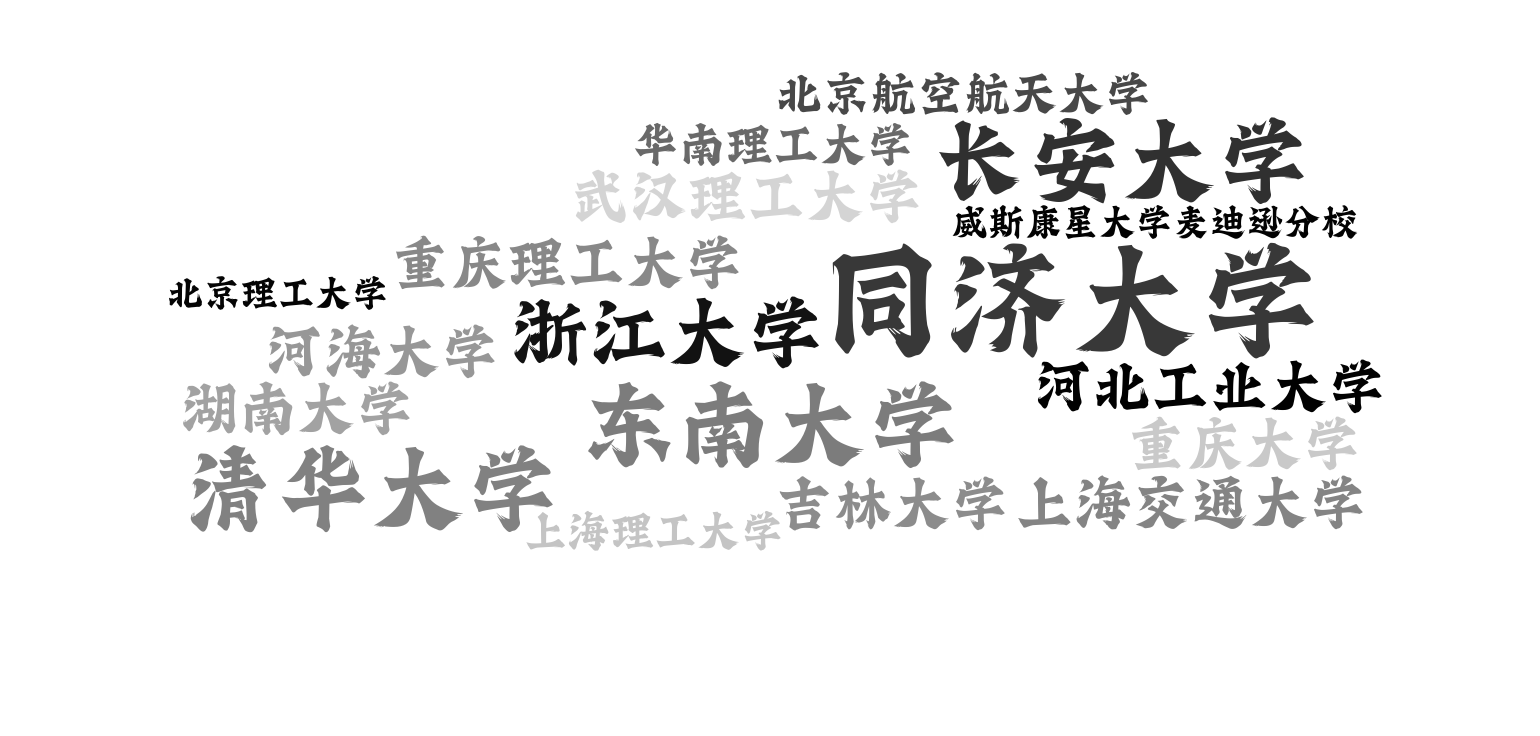 北京航空航天大学
华南理工大学
长安大学
武汉理工大学
威斯康星大学麦迪逊分校
重庆理工大学
同济大学
北京理工大学
浙江大学
河海大学
河北工业大学
湖南大学
东南大学
重庆大学
清华大学
吉林大学
上海交通大学
上海理工大学